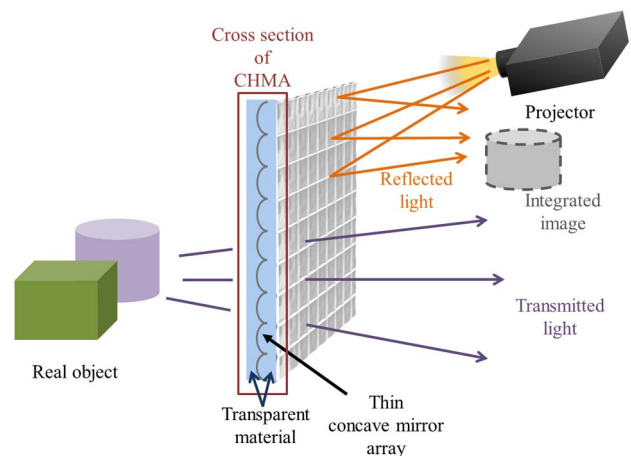 Cross section
of
CHMA
Projector
Reflected
light
Integrated
image
Transmitted
light
Real object
Transparent
material
Thin
concave mirror
array